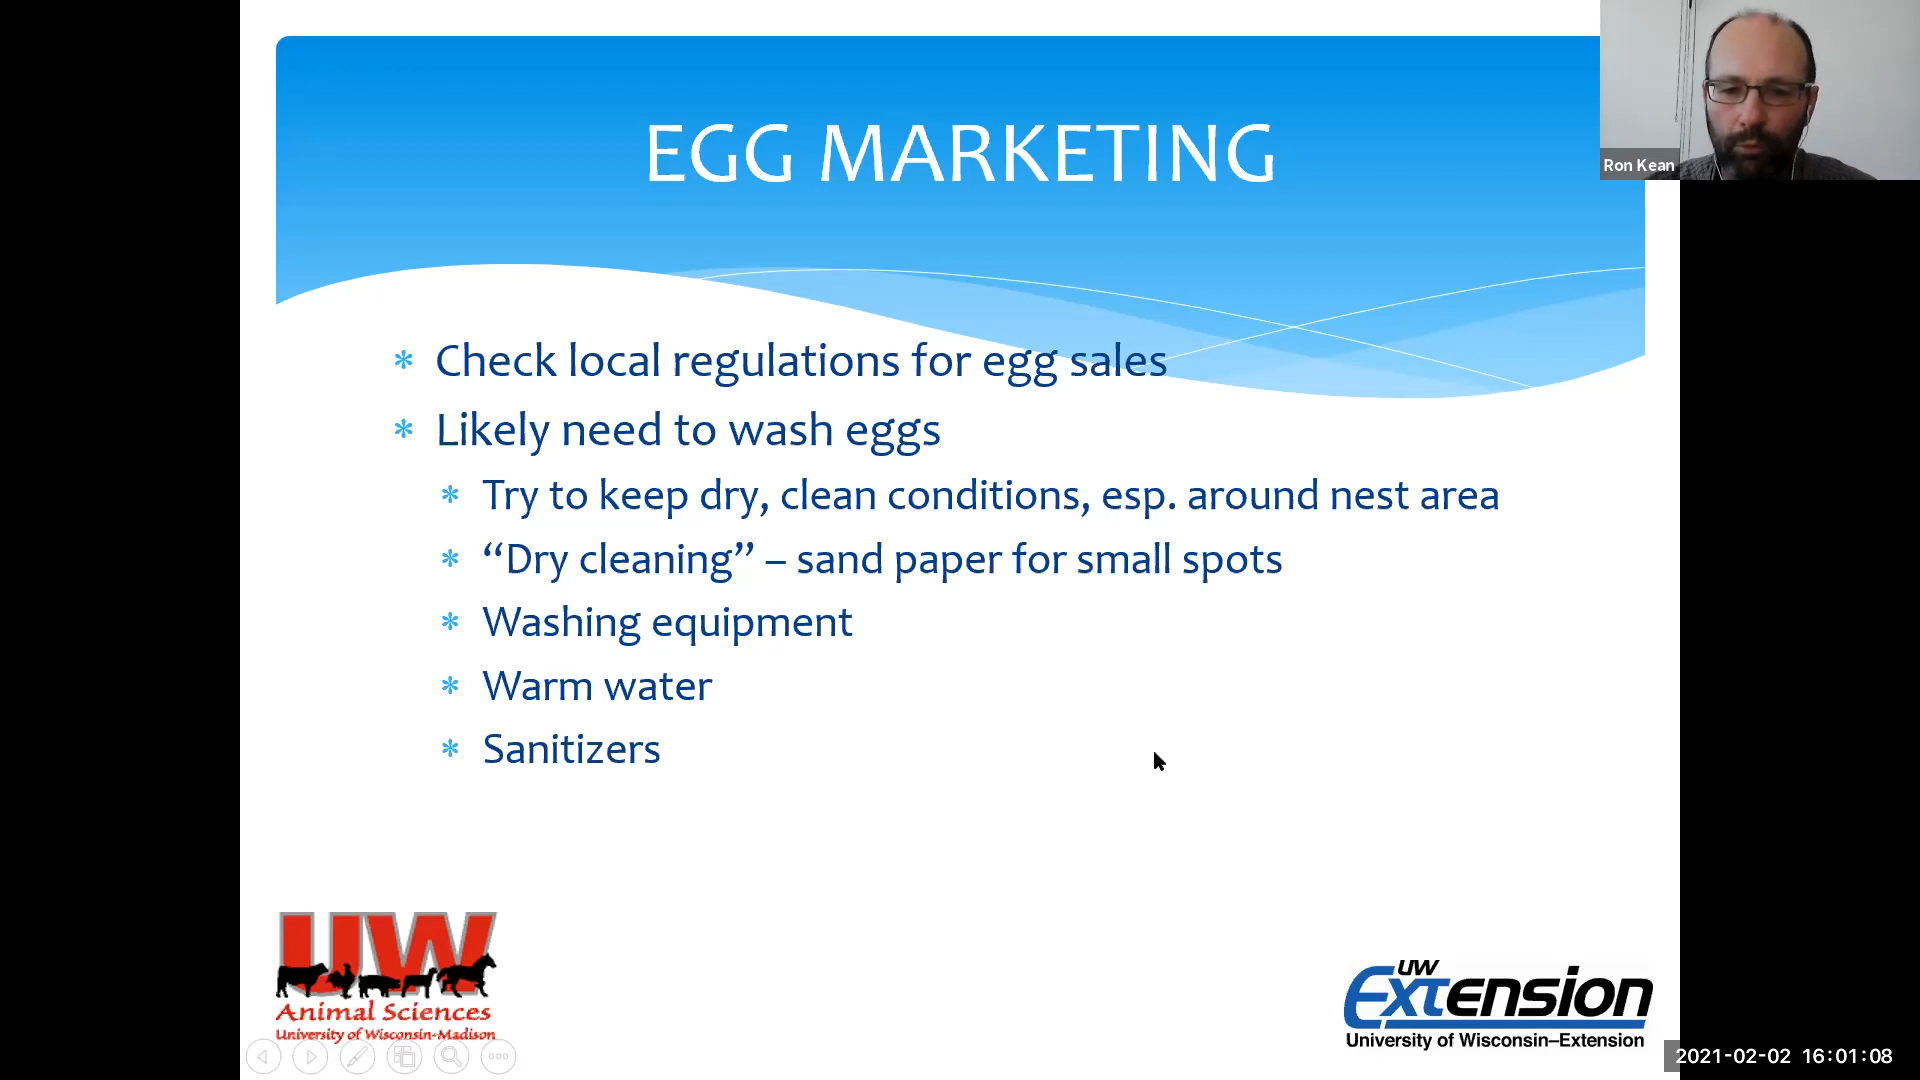 EGG MARKETING
Ron Kean
Check local regulations for egg sales
Likely need to wash eggs
Try to keep dry, clean conditions, esp. around nest area
“Dry cleaning” – sand paper for small spots
Washing equipment
Warm water
Sanitizers
UW
Animal Sciences
University of Wisconsin-Madison
UW
Extension
University of Wisconsin–Extension
2021-02-02 16:01:08